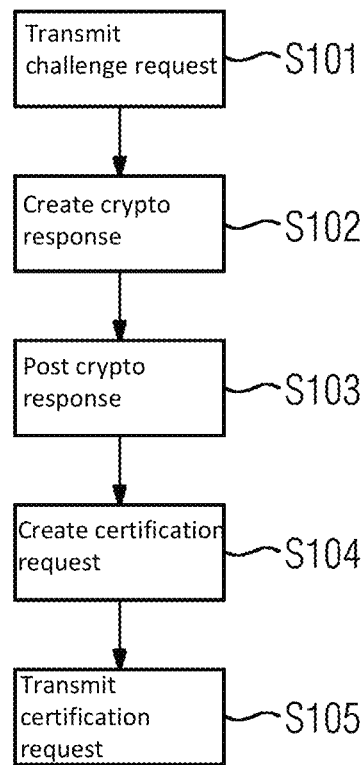 Transmit
challenge request
S101
Create crypto
response
S102
Post crypto
response
S103
Create certification
request
S104
Transmit
certification
request
S105